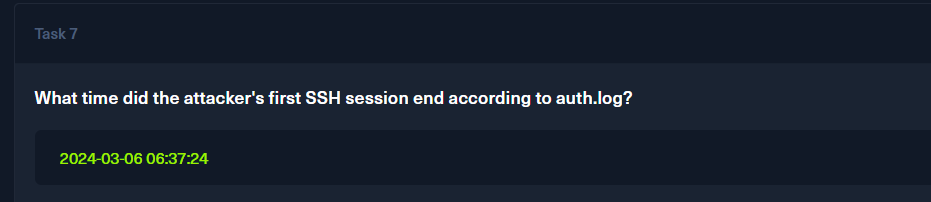 Task 7
What time did the attacker's first SSH session end according to auth.log?
2024-03-06 06:37:24